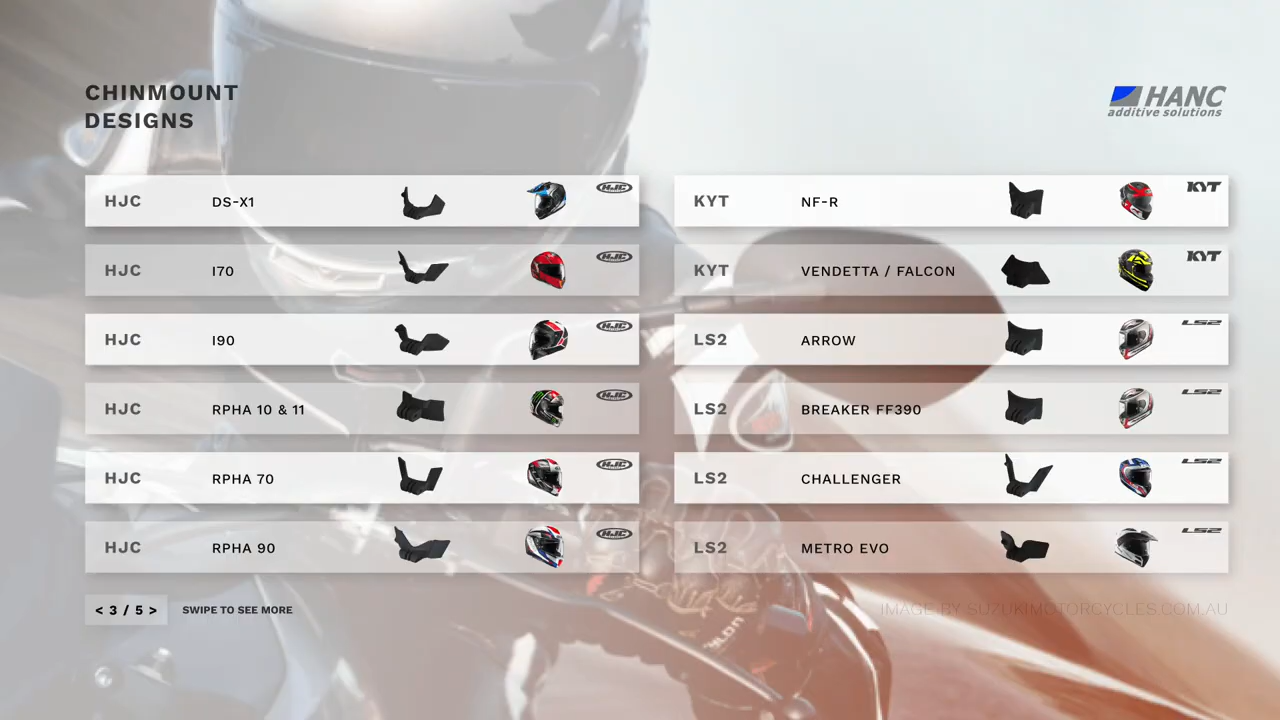 CHINMOUNT
DESIGNS
HANC
additive solutions
HJC DS-X1 HJC
HJC I70 HJC
HJC I90 HJC
HJC RPHA 10 & 11 HJC
HJC RPHA 70 HJC
HJC RPHA 90 HJC
KYT NF-R KYT
KYT VENDETTA / FALCON KYT
LS2 ARROW LS2
LS2 BREAKER FF390 LS2
LS2 CHALLENGER LS2
LS2 METRO EVO LS2
< 3 / 5 > SWIPE TO SEE MORE
IMAGE BY SUZUKIMOTORCYCLES.COM.AU